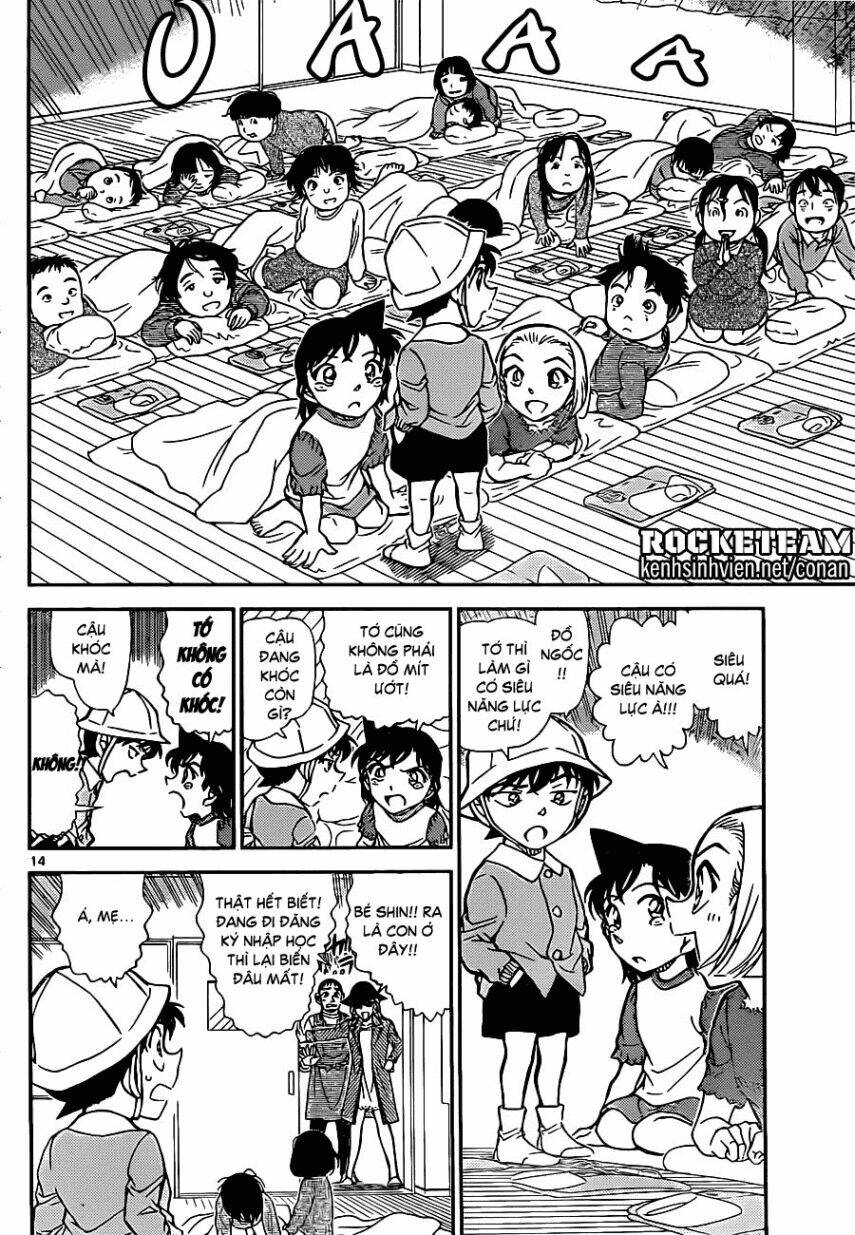 OAAA
ROCKETEAM
kenhsinhvien.net/conan
SIÊU
QUÁ!
CẬU CÓ
SIÊU NĂNG
LỰC À!!!
ĐỒ
NGỐC
!!
TỚ THÌ
LÀM GÌ
CÓ SIÊU
NĂNG LỰC
CHỨ!
TỚ CŨNG
KHÔNG PHẢI
LÀ ĐỒ MÍT
ƯỚT!
CẬU
ĐANG
KHÓC
CÒN
GÌ?
TỚ
KHÔNG
CÓ
KHÓC!
CẬU
KHÓC
MÀ!
KHÔNG!
14
BÉ SHIN!! RA
LÀ CON Ở
ĐÂY!!
THẬT HẾT BIẾT!
ĐANG ĐI ĐĂNG
KÝ NHẬP HỌC
THÌ LẠI BIẾN
ĐÂU MẤT!
Á, MẸ...